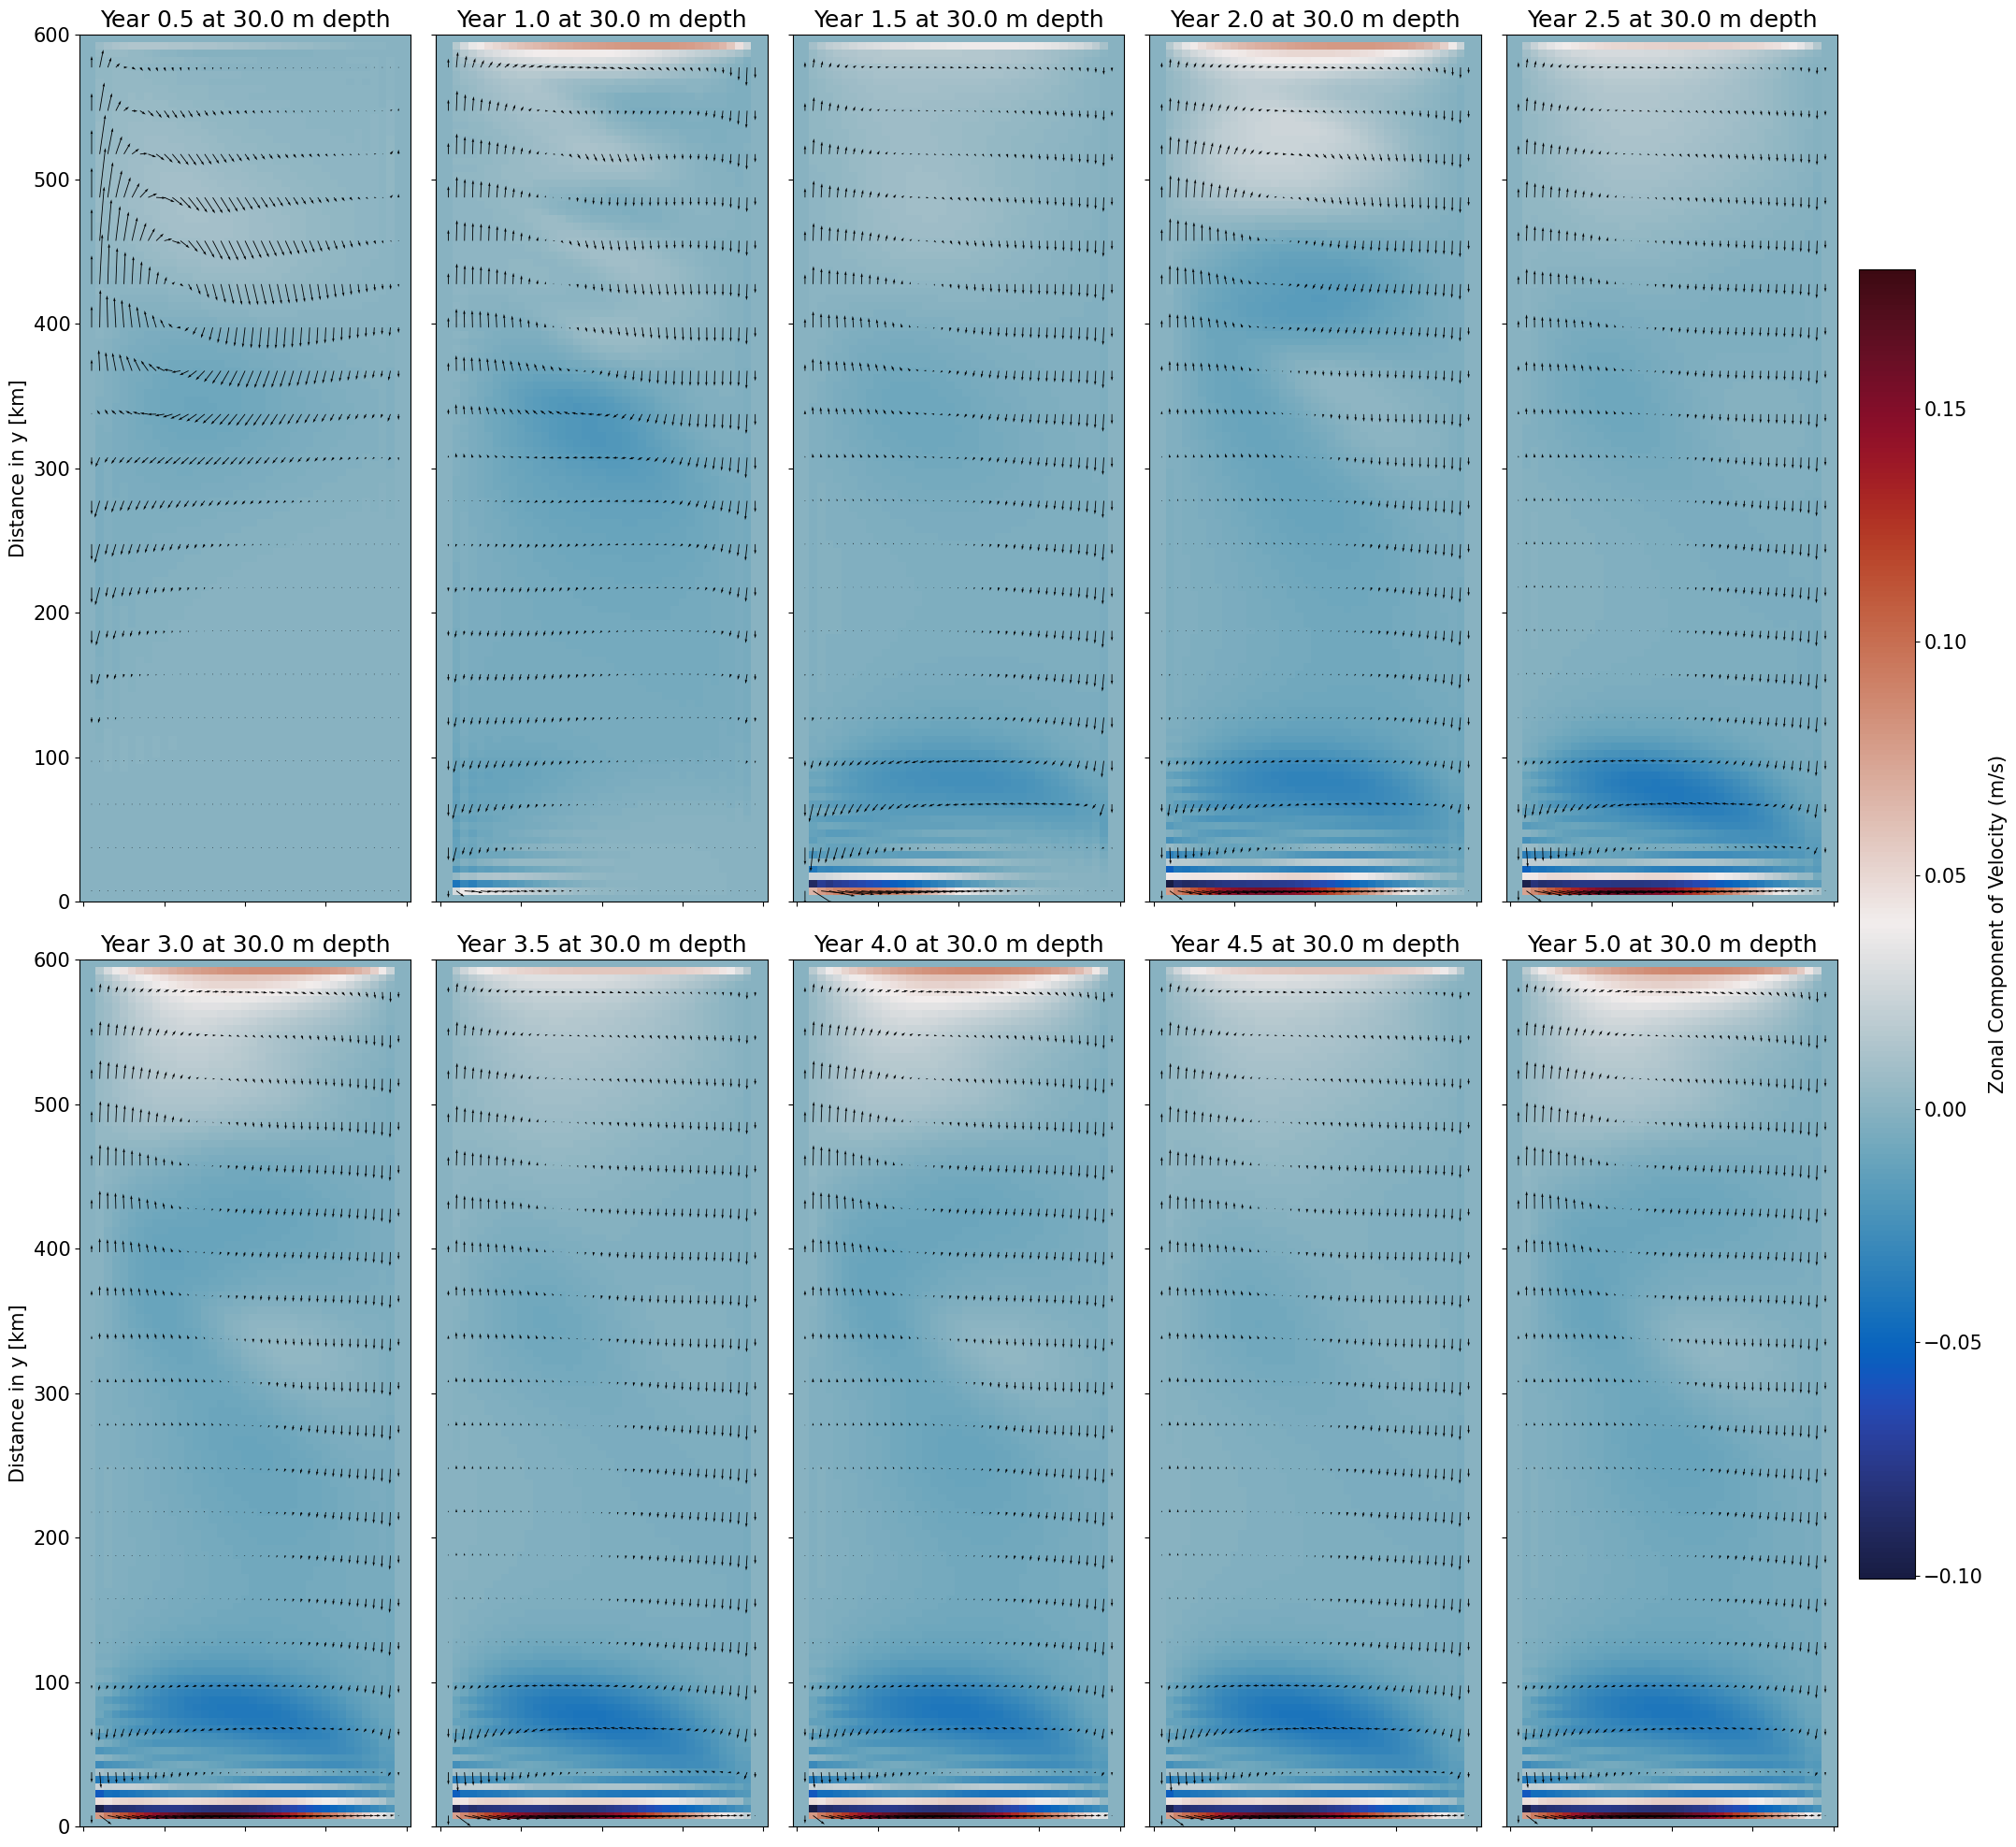 Year 0.5 at 30.0 m depth
Year 1.0 at 30.0 m depth
Year 1.5 at 30.0 m depth
Year 2.0 at 30.0 m depth
Year 2.5 at 30.0 m depth
600
500
400
300
200
100
0
Distance in y [km]
Year 3.0 at 30.0 m depth
Year 3.5 at 30.0 m depth
Year 4.0 at 30.0 m depth
Year 4.5 at 30.0 m depth
Year 5.0 at 30.0 m depth
600
500
400
300
200
100
0
Distance in y [km]
0.15
0.10
0.05
0.00
−0.05
−0.10
Zonal Component of Velocity (m/s)